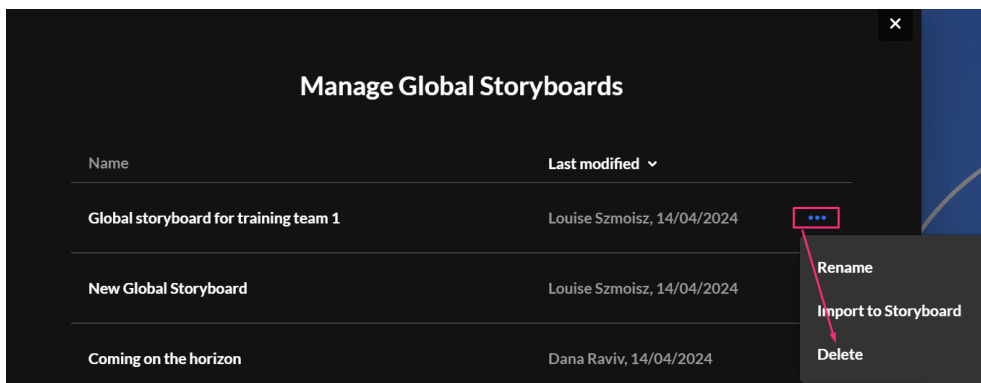 Manage Global Storyboards
Name Last modified
Global storyboard for training team 1 Louise Szmoisz, 14/04/2024
Rename
New Global Storyboard Louise Szmoisz, 14/04/2024
Import to Storyboard
Coming on the horizon Dana Raviv, 14/04/2024
Delete